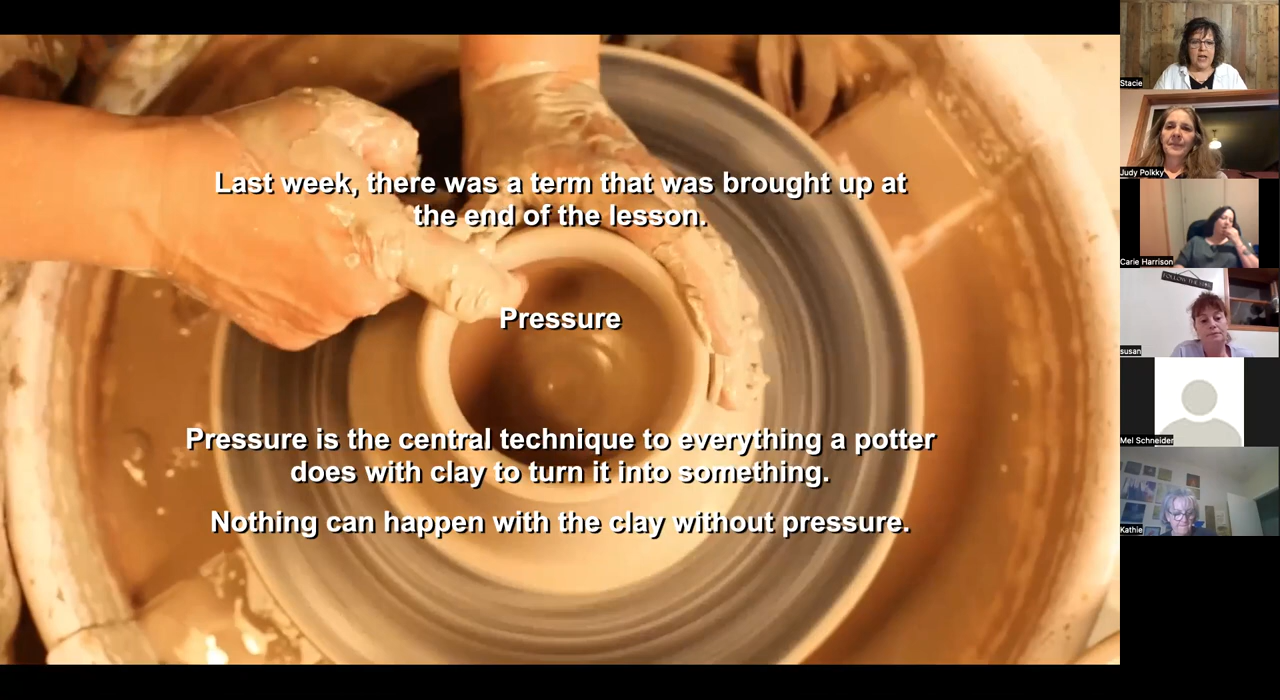 Last week, there was a term that was brought up at
the end of the lesson.
Pressure
Pressure is the central technique to everything a potter
does with clay to turn it into something.
Nothing can happen with the clay without pressure.
Stacie
Judy Polkky
Carie Harrison
FOLLOW THE
susan
Mel Schneider
Kathie